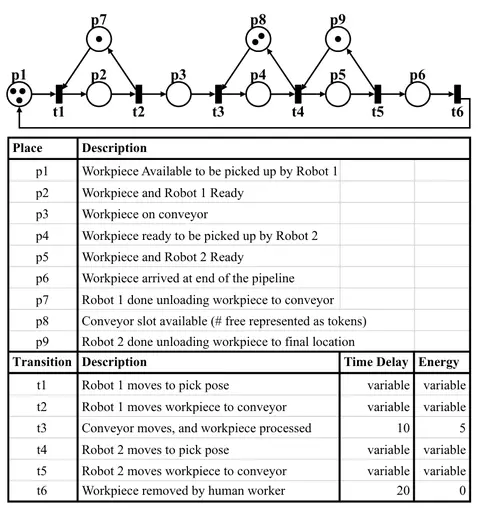 p7 p8 p9
p1 p2 p3 p4 p5 p6
t1 t2 t3 t4 t5 t6
Place Description
p1 Workpiece Available to be picked up by Robot 1
p2 Workpiece and Robot 1 Ready
p3 Workpiece on conveyor
p4 Workpiece ready to be picked up by Robot 2
p5 Workpiece and Robot 2 Ready
p6 Workpiece arrived at end of the pipeline
p7 Robot 1 done unloading workpiece to conveyor
p8 Conveyor slot available (# free represented as tokens)
p9 Robot 2 done unloading workpiece to final location
Transition Description Time Delay Energy
t1 Robot 1 moves to pick pose variable variable
t2 Robot 1 moves workpiece to conveyor variable variable
t3 Conveyor moves, and workpiece processed 10 5
t4 Robot 2 moves to pick pose variable variable
t5 Robot 2 moves workpiece to conveyor variable variable
t6 Workpiece removed by human worker 20 0